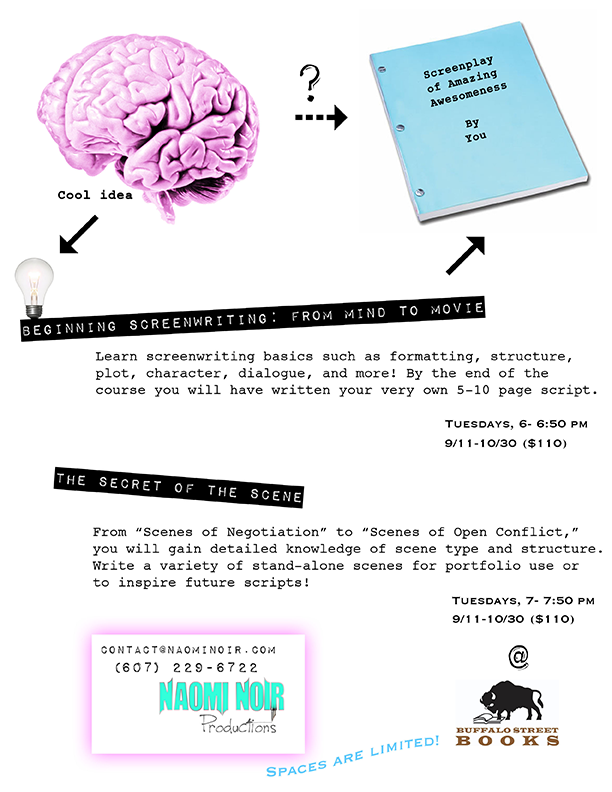 ?
Screenplay
of Amazing
Awesomeness
By
You
Cool idea
BEGINNING SCREENWRITING: FROM MIND TO MOVIE
Learn screenwriting basics such as formatting, structure,
plot, character, dialogue, and more! By the end of the
course you will have written your very own 5-10 page script.
Tuesdays, 6- 6:50 pm
9/11-10/30 ($110)
THE SECRET OF THE SCENE
From “Scenes of Negotiation” to “Scenes of Open Conflict,”
you will gain detailed knowledge of scene type and structure.
Write a variety of stand-alone scenes for portfolio use or
to inspire future scripts!
Tuesdays, 7- 7:50 pm
9/11-10/30 ($110)
CONTACT@NAOMINOIR.COM
(607) 229-6722
NAOMI NOIR
Productions
@
BUFFALO STREET
BOOKS
Spaces are limited!